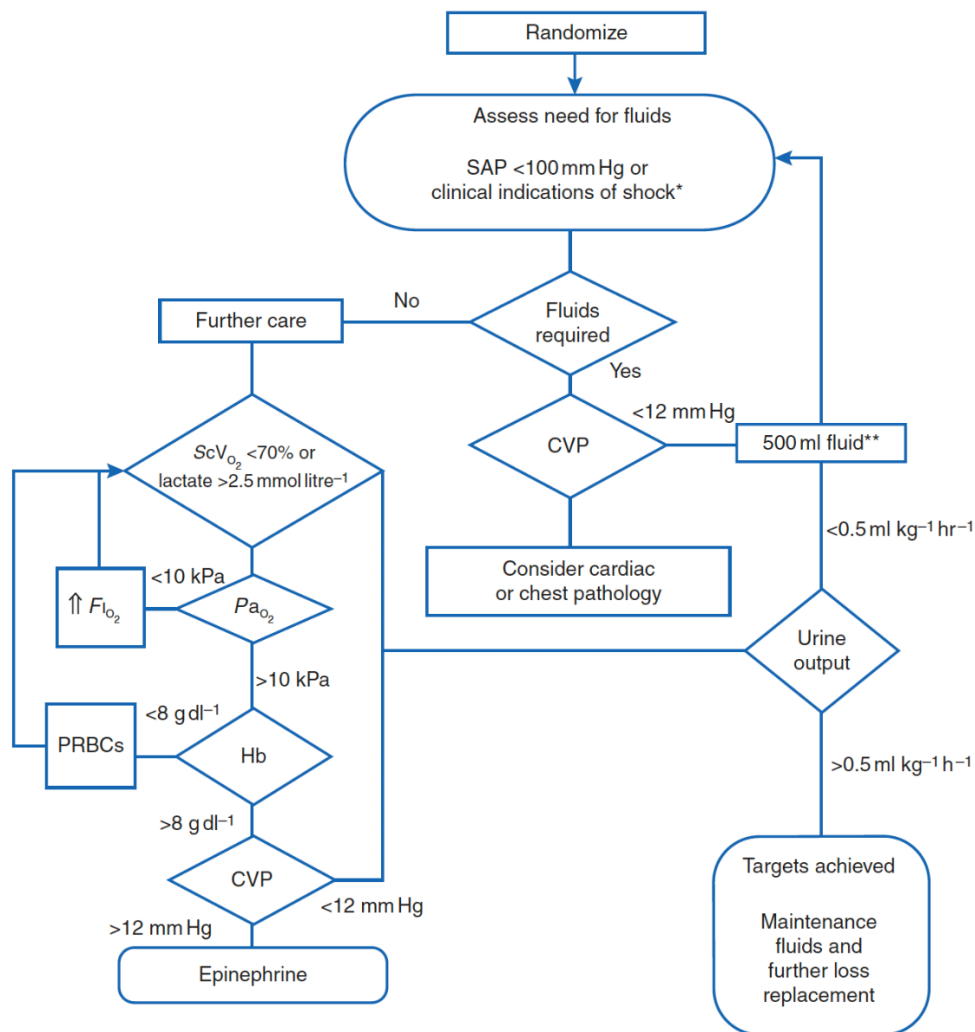 Randomize
Assess need for fluids
SAP <100 mm Hg or
clinical indications of shock*
No
Further care
Fluids
required
Yes
<12 mm Hg
CVP
500 ml fluid**
ScVO₂ <70% or
lactate >2.5 mmol litre⁻¹
<0.5 ml kg⁻¹ hr⁻¹
Consider cardiac
or chest pathology
<10 kPa
⇑ FIO₂
PaO₂
Urine
output
>10 kPa
<8 g dl⁻¹
PRBCs
Hb
>0.5 ml kg⁻¹ h⁻¹
>8 g dl⁻¹
CVP
<12 mm Hg
>12 mm Hg
Epinephrine
Targets achieved
Maintenance
fluids and
further loss
replacement